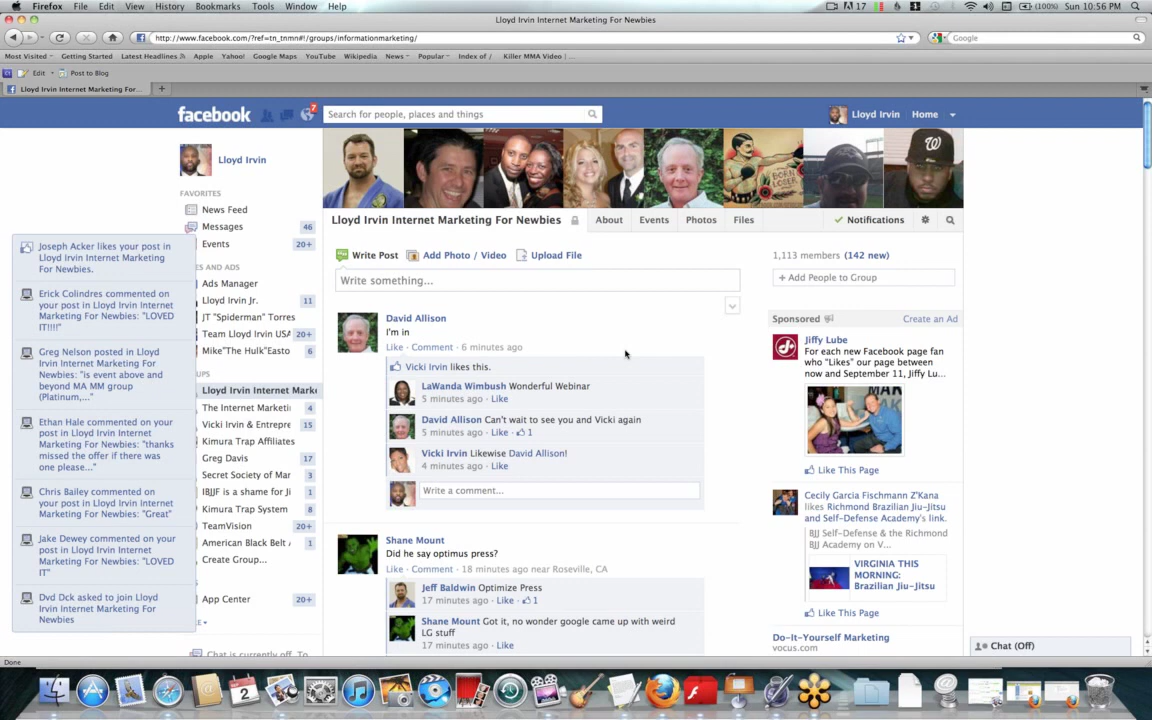 Firefox File Edit View History Bookmarks Tools Window Help
17 (100%) Sun 10:56 PM
Lloyd Irvin Internet Marketing For Newbies
http://www.facebook.com/?ref=tn_tnmn#!/groups/informationmarketing/
Google
Most Visited Getting Started Latest Headlines Apple Yahoo! Google Maps YouTube Wikipedia News Popular Index of / Killer MMA Video | ...
Edit Post to Blog
Lloyd Irvin Internet Marketing For...
facebook 7 Search for people, places and things Lloyd Irvin Home
Lloyd Irvin
FAVORITES
News Feed
Messages 46
Events 20+
ES AND ADS
Ads Manager
Lloyd Irvin Jr. 11
JT "Spiderman" Torres
Team Lloyd Irvin USA 20+
Mike"The Hulk"Easto 6
UPS
Lloyd Irvin Internet Marke
The Internet Marketi 4
Vicki Irvin & Entrepre 15
Kimura Trap Affiliates
Greg Davis 17
Secret Society of Mar 3
IBJJF is a shame for Ji 1
Kimura Trap System 8
TeamVision 20+
American Black Belt 1
Create Group...
App Center 20+
Chat is currently off. To
Joseph Acker likes your post in
Lloyd Irvin Internet Marketing
For Newbies.
Erick Colindres commented on
your post in Lloyd Irvin Internet
Marketing For Newbies: "LOVED
IT!!!!"
Greg Nelson posted in Lloyd
Irvin Internet Marketing For
Newbies: "is event above and
beyond MA MM group
(Platinum,..."
Ethan Hale commented on your
post in Lloyd Irvin Internet
Marketing For Newbies: "thanks
missed the offer if there was
one please..."
Chris Bailey commented on
your post in Lloyd Irvin Internet
Marketing For Newbies: "Great"
Jake Dewey commented on your
post in Lloyd Irvin Internet
Marketing For Newbies: "LOVED
IT"
Dvd Dck asked to join Lloyd
Irvin Internet Marketing For
Newbies
BORN LOSER
W
Lloyd Irvin Internet Marketing For Newbies About Events Photos Files Notifications
Write Post Add Photo / Video Upload File
Write something...
David Allison
I'm in
Like · Comment · 6 minutes ago
Vicki Irvin likes this.
LaWanda Wimbush Wonderful Webinar
5 minutes ago · Like
David Allison Can't wait to see you and Vicki again
5 minutes ago · Like · 1
Vicki Irvin Likewise David Allison!
4 minutes ago · Like
Write a comment...
Shane Mount
Did he say optimus press?
Like · Comment · 18 minutes ago near Roseville, CA
Jeff Baldwin Optimize Press
17 minutes ago · Like · 1
Shane Mount Got it, no wonder google came up with weird
LG stuff
17 minutes ago · Like
1,113 members (142 new)
+ Add People to Group
Sponsored Create an Ad
Jiffy Lube
For each new Facebook page fan
who "Likes" our page between
now and September 11, Jiffy Lu...
Like This Page
Cecily Garcia Fischmann Z'Kana
likes Richmond Brazilian Jiu-Jitsu
and Self-Defense Academy's link.
BJJ Self-Defense & the Richmond
BJJ Academy on V...
VIRGINIA THIS
MORNING:
Brazilian Jiu-Jitsu
Like This Page
Do-It-Yourself Marketing
vocus.com
Chat (Off)
Done
2